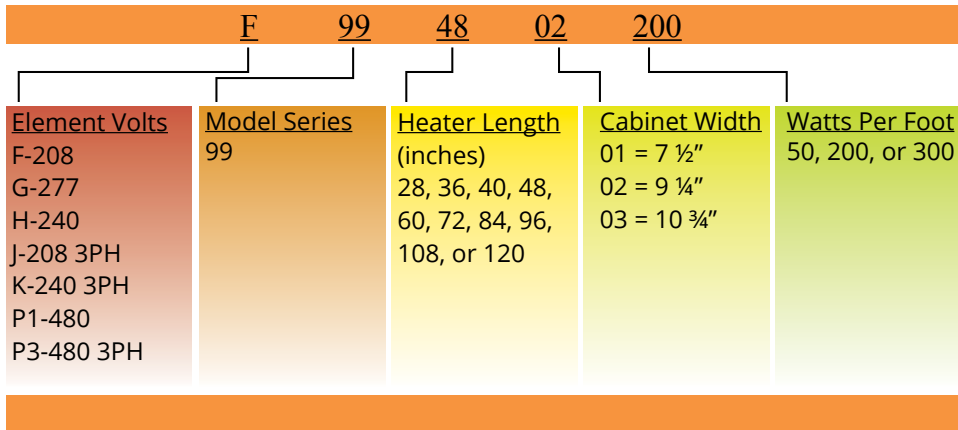 F 99 48 02 200
Element Volts
F-208
G-277
H-240
J-208 3PH
K-240 3PH
P1-480
P3-480 3PH
Model Series
99
Heater Length
(inches)
28, 36, 40, 48,
60, 72, 84, 96,
108, or 120
Cabinet Width
01 = 7 ½”
02 = 9 ¼”
03 = 10 ¾”
Watts Per Foot
50, 200, or 300